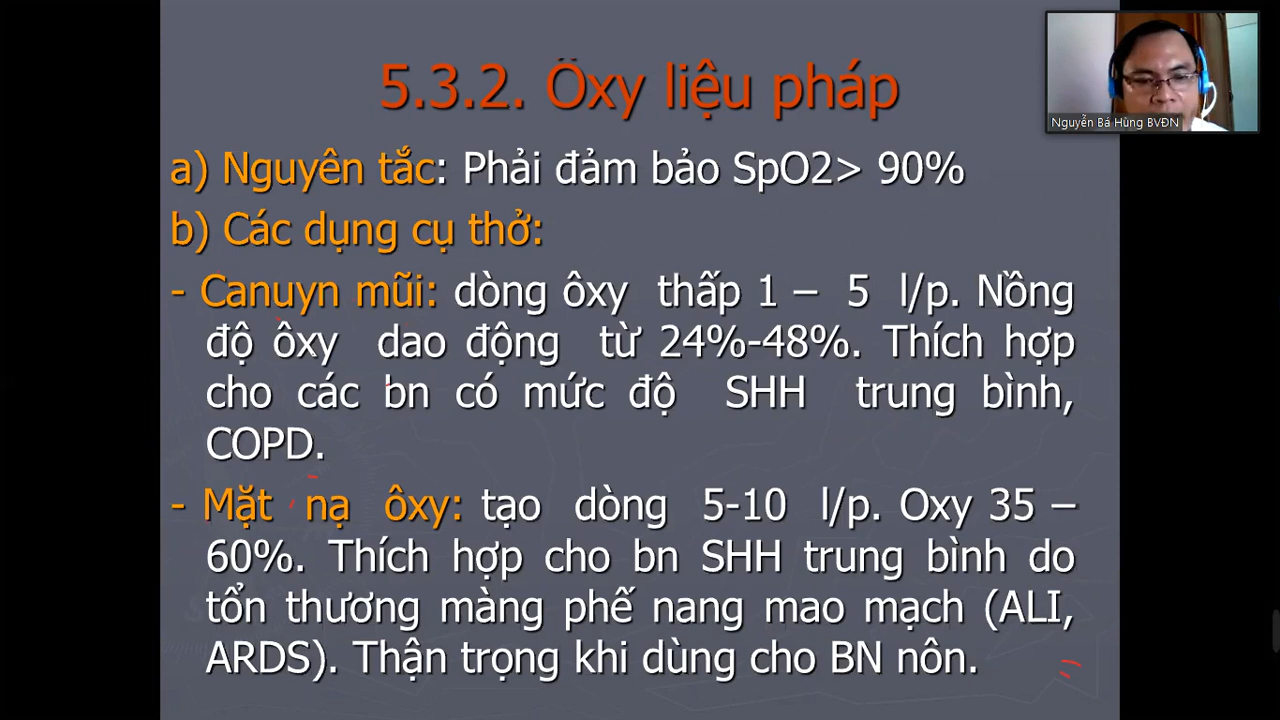 5.3.2. Ôxy liệu pháp
Nguyễn Bá Hùng BVĐN
a) Nguyên tắc: Phải đảm bảo SpO2> 90%
b) Các dụng cụ thở:
- Canuyn mũi: dòng ôxy thấp 1 – 5 l/p. Nồng
độ ôxy dao động từ 24%-48%. Thích hợp
cho các bn có mức độ SHH trung bình,
COPD.
- Mặt nạ ôxy: tạo dòng 5-10 l/p. Oxy 35 –
60%. Thích hợp cho bn SHH trung bình do
tổn thương màng phế nang mao mạch (ALI,
ARDS). Thận trọng khi dùng cho BN nôn.